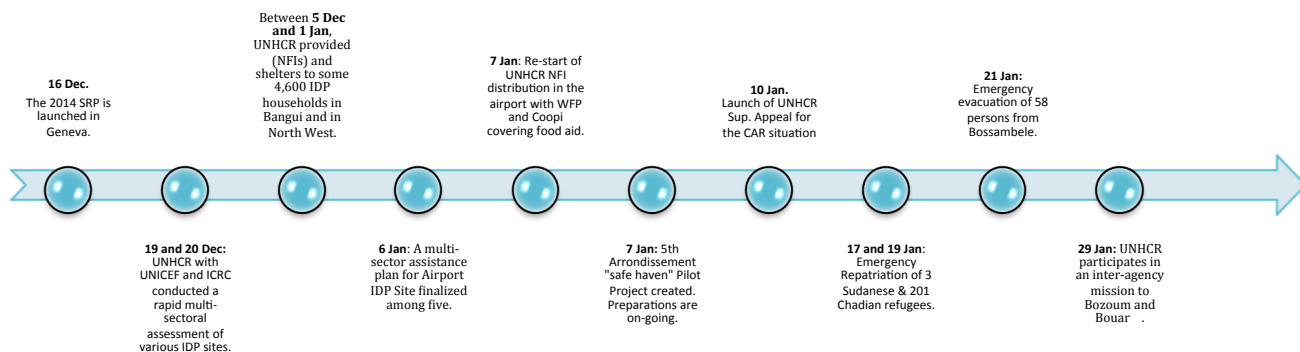 16 Dec.
The 2014 SRP is
launched in
Geneva.
19 and 20 Dec:
UNHCR with
UNICEF and ICRC
conducted a
rapid multi-
sectoral
assessment of
various IDP sites.
Between 5 Dec
and 1 Jan,
UNHCR provided
(NFIs) and
shelters to some
4,600 IDP
households in
Bangui and in
North West.
6 Jan: A multi-
sector assistance
plan for Airport
IDP Site finalized
among five.
7 Jan: Re-start of
UNHCR NFI
distribution in the
airport with WFP
and Coopi
covering food aid.
7 Jan: 5th
Arrondissement
"safe haven" Pilot
Project created.
Preparations are
on-going.
10 Jan.
Launch of UNHCR
Sup. Appeal for
the CAR situation
17 and 19 Jan:
Emergency
Repatriation of 3
Sudanese & 201
Chadian refugees.
21 Jan:
Emergency
evacuation of 58
persons from
Bossambele.
29 Jan: UNHCR
participates in
an inter-agency
mission to
Bozoum and
Bouar .